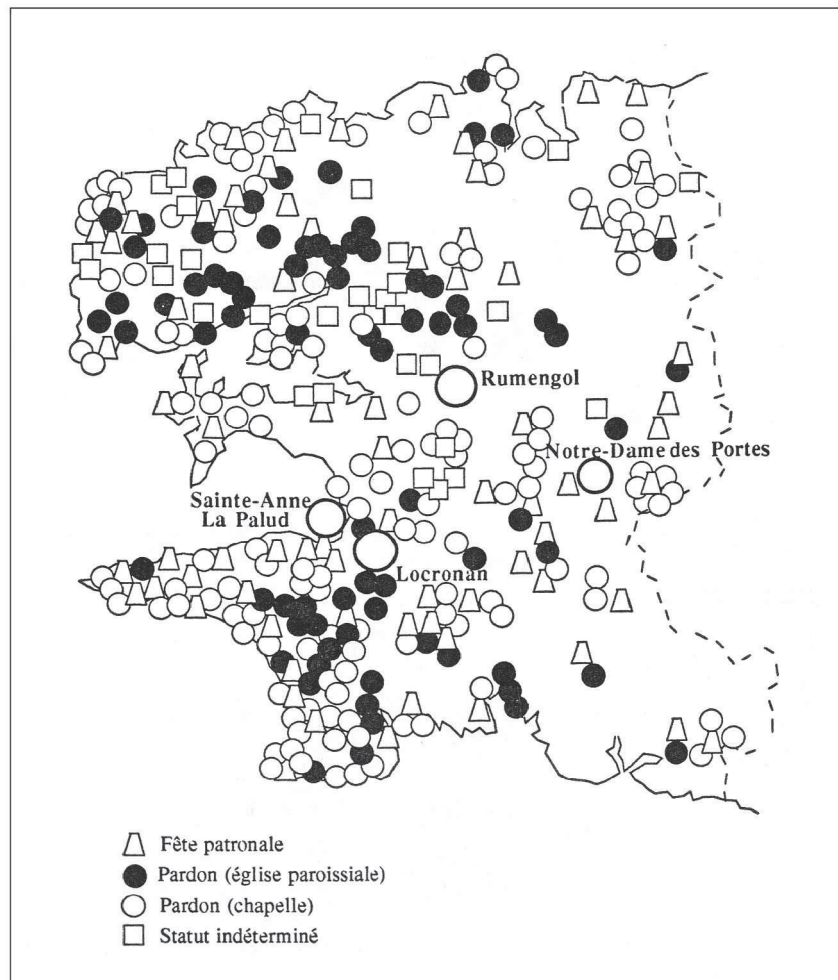 Rumengol
Notre-Dame des Portes
Sainte-Anne
La Palud
Locronan
Fête patronale
Pardon (église paroissiale)
Pardon (chapelle)
Statut indéterminé